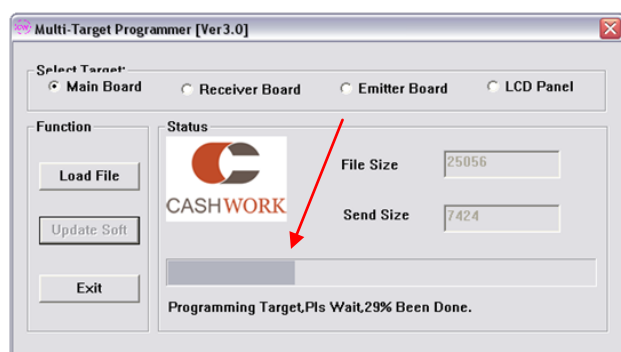 Multi-Target Programmer [Ver3.0]
Select Target:
Main Board
Receiver Board
Emitter Board
LCD Panel
Function
Load File
Update Soft
Exit
Status
CASHWORK
File Size
25056
Send Size
7424
Programming Target,Pls Wait,29% Been Done.